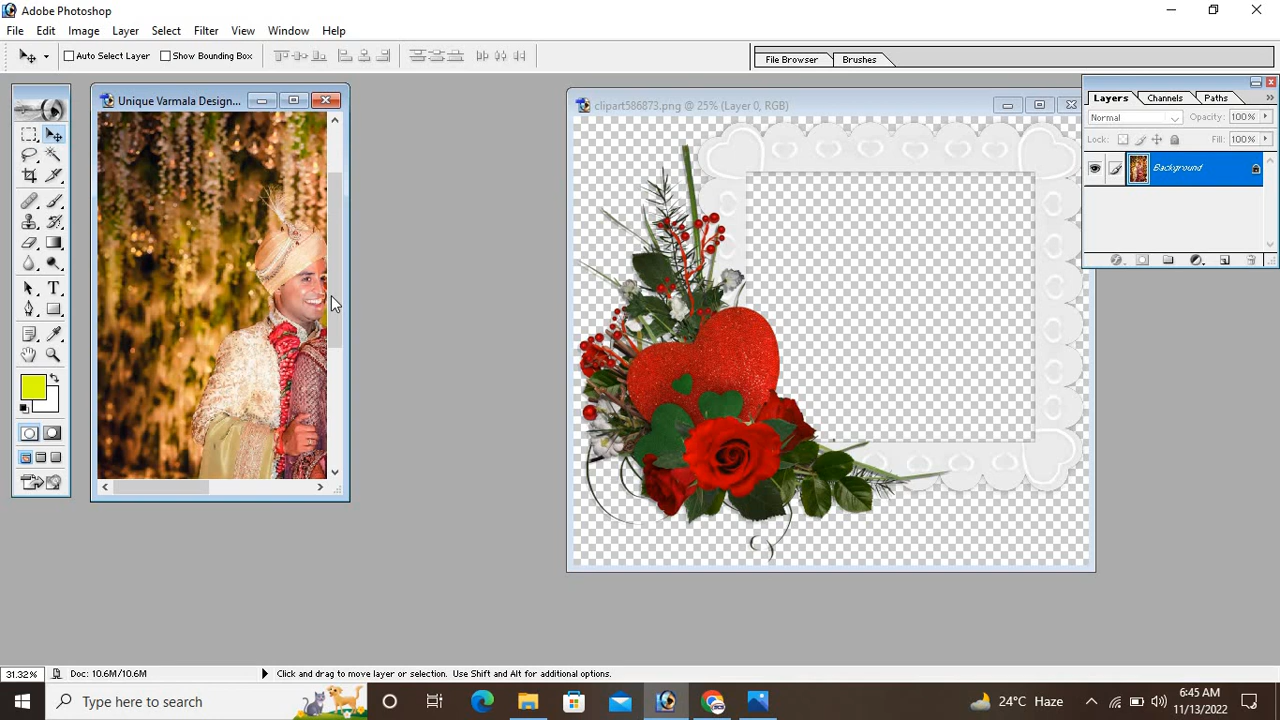 Adobe Photoshop
File Edit Image Layer Select Filter View Window Help
Auto Select Layer Show Bounding Box
File Browser Brushes
Unique Varmala Design...
clipart586873.png @ 25% (Layer 0, RGB)
Layers Channels Paths
Normal Opacity: 100%
Lock: Fill: 100%
Background
T
31.32% Doc: 10.6M/10.6M Click and drag to move layer or selection. Use Shift and Alt for additional options.
Type here to search
24°C Haze
6:45 AM
11/13/2022